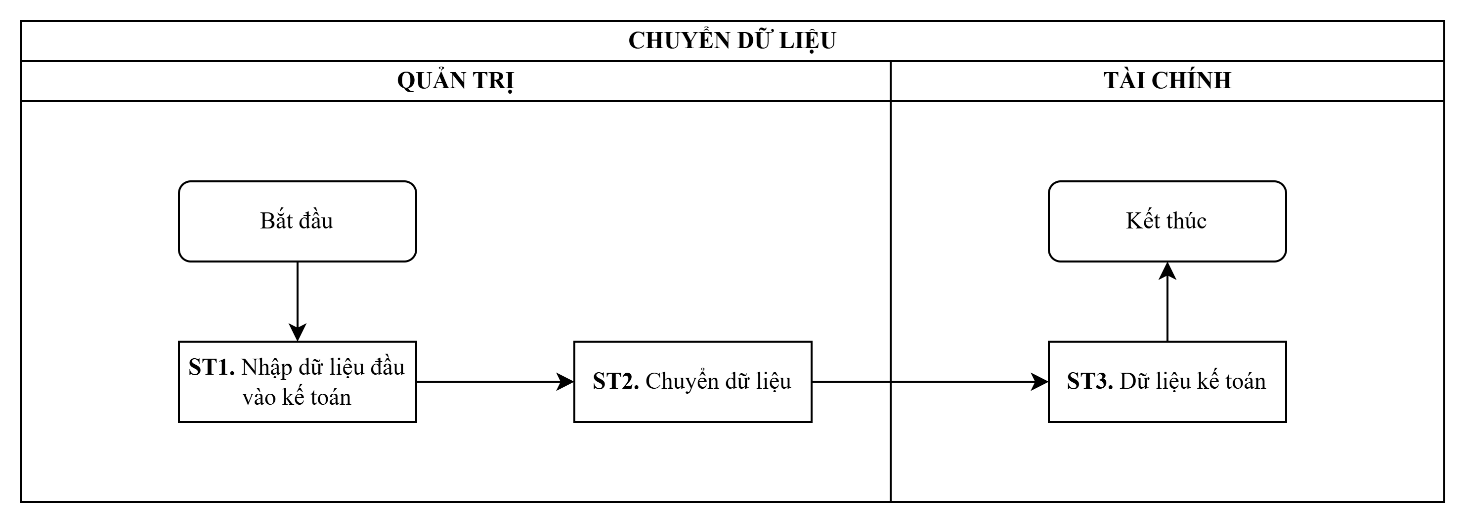 CHUYỂN DỮ LIỆU
QUẢN TRỊ
TÀI CHÍNH
Bắt đầu
Kết thúc
ST1. Nhập dữ liệu đầu
vào kế toán
ST2. Chuyển dữ liệu
ST3. Dữ liệu kế toán